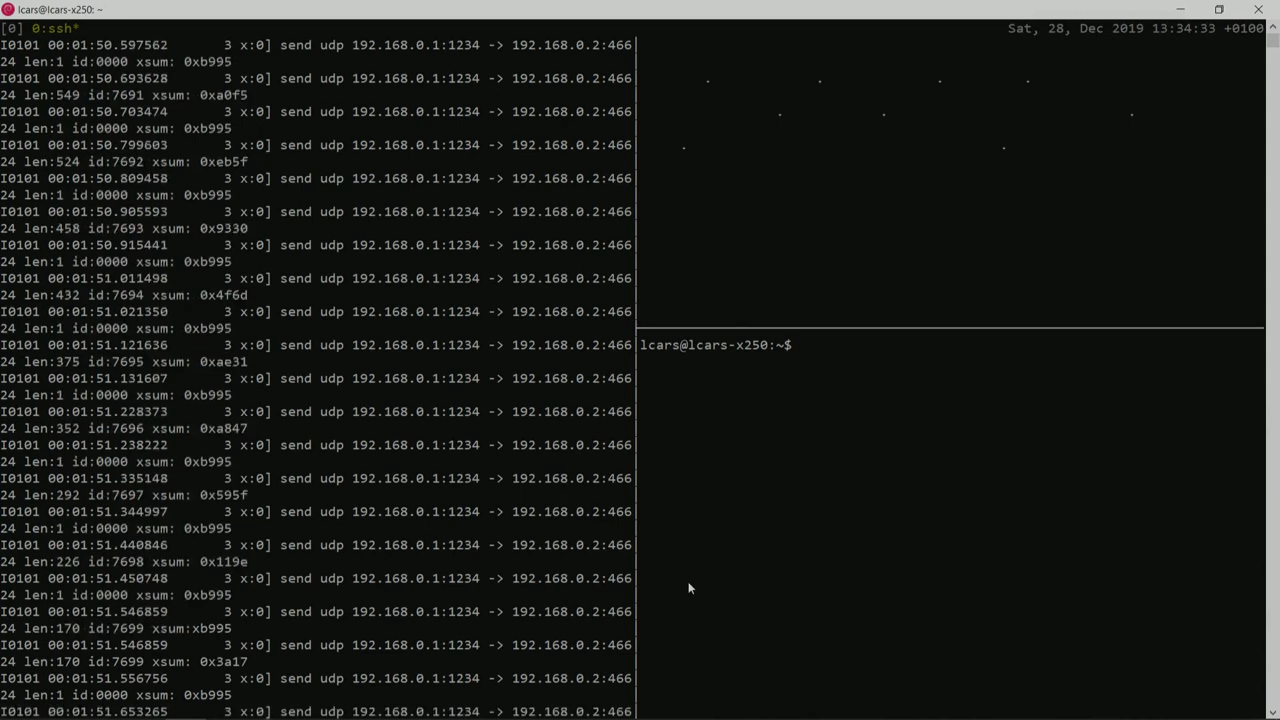 lcars@lcars-x250: ~
[0] 0:ssh*
Sat, 28, Dec 2019 13:34:33 +0100
I0101 00:01:50.597562 3 x:0] send udp 192.168.0.1:1234 -> 192.168.0.2:466
24 len:1 id:0000 xsum: 0xb995
I0101 00:01:50.693628 3 x:0] send udp 192.168.0.1:1234 -> 192.168.0.2:466
24 len:549 id:7691 xsum: 0xa0f5
I0101 00:01:50.703474 3 x:0] send udp 192.168.0.1:1234 -> 192.168.0.2:466
24 len:1 id:0000 xsum: 0xb995
I0101 00:01:50.799603 3 x:0] send udp 192.168.0.1:1234 -> 192.168.0.2:466
24 len:524 id:7692 xsum: 0xeb5f
I0101 00:01:50.809458 3 x:0] send udp 192.168.0.1:1234 -> 192.168.0.2:466
24 len:1 id:0000 xsum: 0xb995
I0101 00:01:50.905593 3 x:0] send udp 192.168.0.1:1234 -> 192.168.0.2:466
24 len:458 id:7693 xsum: 0x9330
I0101 00:01:50.915441 3 x:0] send udp 192.168.0.1:1234 -> 192.168.0.2:466
24 len:1 id:0000 xsum: 0xb995
I0101 00:01:51.011498 3 x:0] send udp 192.168.0.1:1234 -> 192.168.0.2:466
24 len:432 id:7694 xsum: 0x4f6d
I0101 00:01:51.021350 3 x:0] send udp 192.168.0.1:1234 -> 192.168.0.2:466
24 len:1 id:0000 xsum: 0xb995
I0101 00:01:51.121636 3 x:0] send udp 192.168.0.1:1234 -> 192.168.0.2:466
24 len:375 id:7695 xsum: 0xae31
I0101 00:01:51.131607 3 x:0] send udp 192.168.0.1:1234 -> 192.168.0.2:466
24 len:1 id:0000 xsum: 0xb995
I0101 00:01:51.228373 3 x:0] send udp 192.168.0.1:1234 -> 192.168.0.2:466
24 len:352 id:7696 xsum: 0xa847
I0101 00:01:51.238222 3 x:0] send udp 192.168.0.1:1234 -> 192.168.0.2:466
24 len:1 id:0000 xsum: 0xb995
I0101 00:01:51.335148 3 x:0] send udp 192.168.0.1:1234 -> 192.168.0.2:466
24 len:292 id:7697 xsum: 0x595f
I0101 00:01:51.344997 3 x:0] send udp 192.168.0.1:1234 -> 192.168.0.2:466
24 len:1 id:0000 xsum: 0xb995
I0101 00:01:51.440846 3 x:0] send udp 192.168.0.1:1234 -> 192.168.0.2:466
24 len:226 id:7698 xsum: 0x119e
I0101 00:01:51.450748 3 x:0] send udp 192.168.0.1:1234 -> 192.168.0.2:466
24 len:1 id:0000 xsum: 0xb995
I0101 00:01:51.546859 3 x:0] send udp 192.168.0.1:1234 -> 192.168.0.2:466
24 len:170 id:7699 xsum:xb995
I0101 00:01:51.546859 3 x:0] send udp 192.168.0.1:1234 -> 192.168.0.2:466
24 len:170 id:7699 xsum: 0x3a17
I0101 00:01:51.556756 3 x:0] send udp 192.168.0.1:1234 -> 192.168.0.2:466
24 len:1 id:0000 xsum: 0xb995
I0101 00:01:51.653265 3 x:0] send udp 192.168.0.1:1234 -> 192.168.0.2:466
. . . .
. . .
. .
lcars@lcars-x250:~$